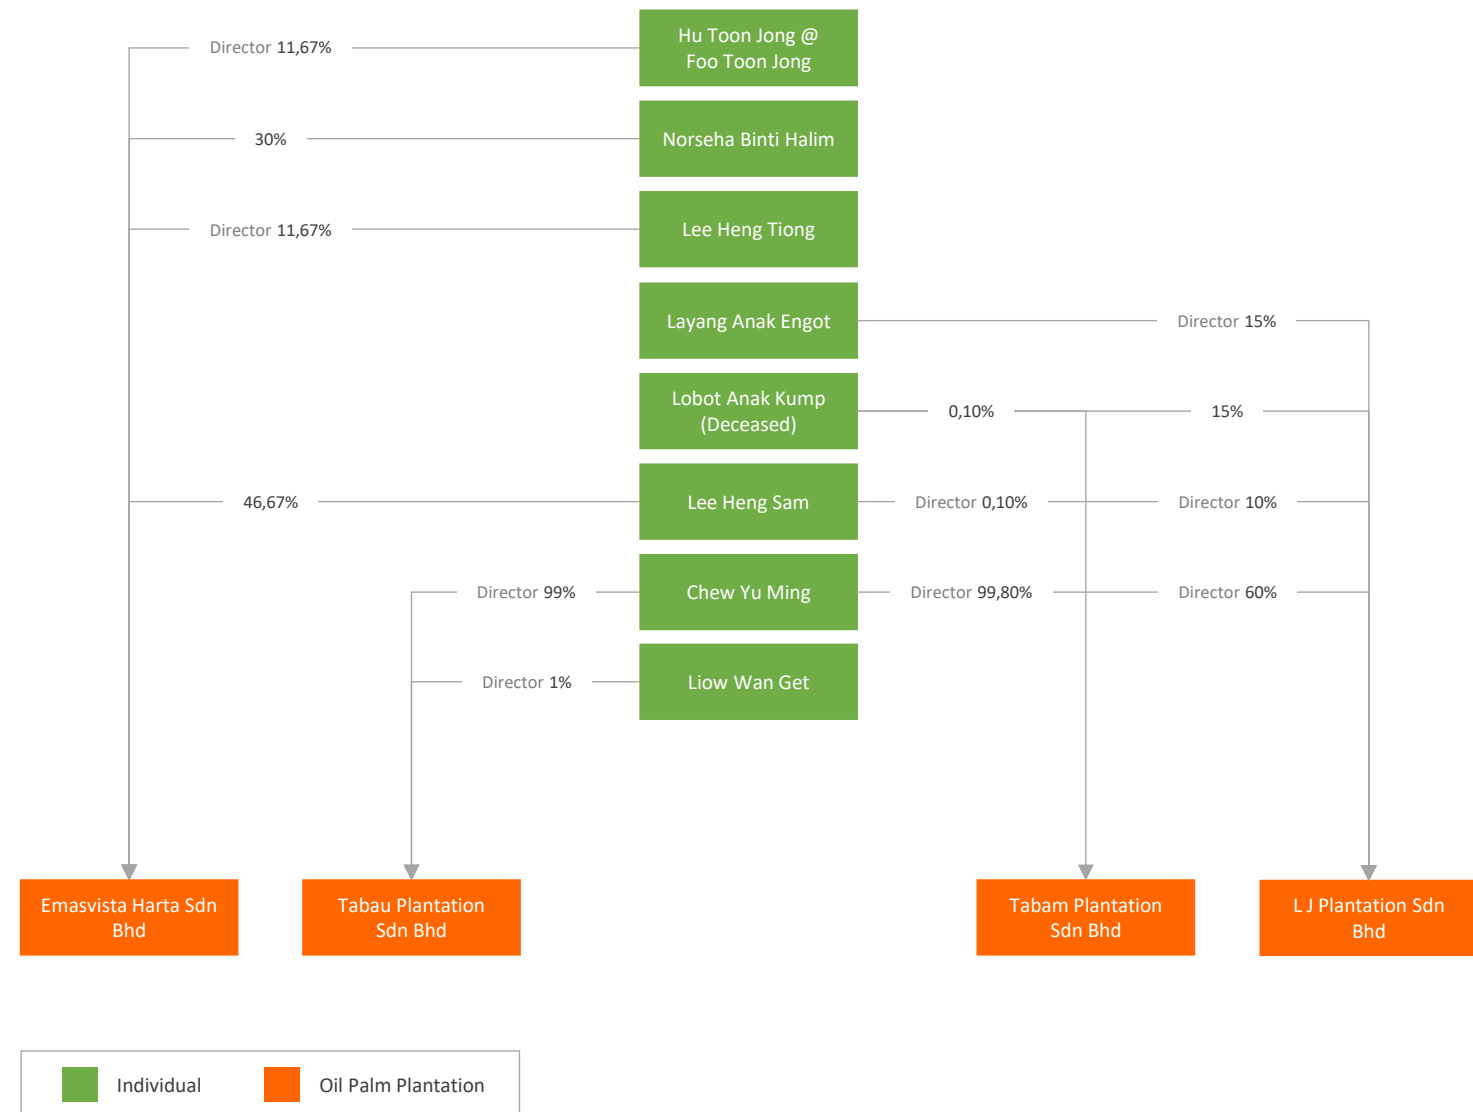 Hu Toon Jong @
Foo Toon Jong
Director 11,67%
Norseha Binti Halim
30%
Lee Heng Tiong
Director 11,67%
Layang Anak Engot
Director 15%
Lobot Anak Kump
(Deceased)
0,10%
15%
46,67%
Lee Heng Sam
Director 0,10%
Director 10%
Director 99%
Chew Yu Ming
Director 99,80%
Director 60%
Director 1%
Liow Wan Get
Emasvista Harta Sdn
Bhd
Tabau Plantation
Sdn Bhd
Tabam Plantation
Sdn Bhd
L J Plantation Sdn
Bhd
Individual
Oil Palm Plantation